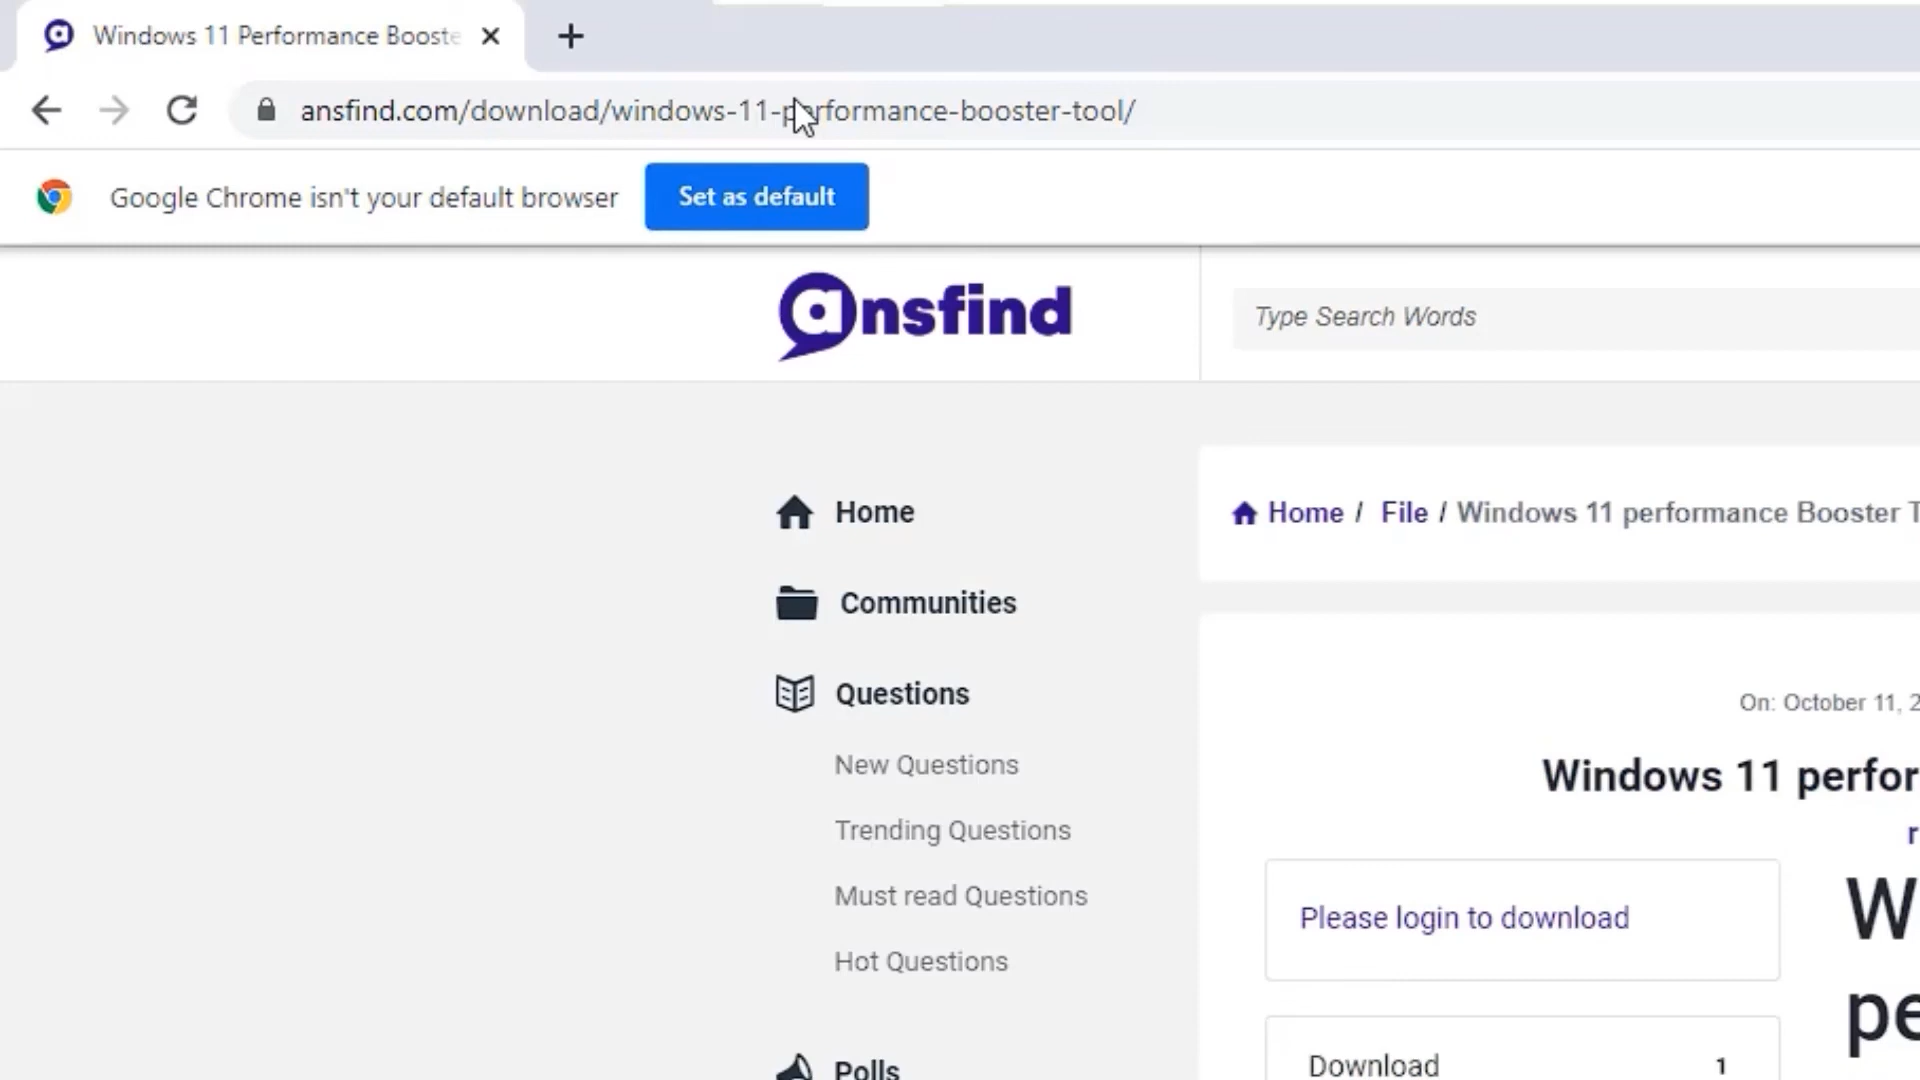 Windows 11 Performance Booste
ansfind.com/download/windows-11-performance-booster-tool/
Google Chrome isn't your default browser
Set as default
ansfind
Type Search Words
Home
Communities
Questions
New Questions
Trending Questions
Must read Questions
Hot Questions
Polls
Home / File / Windows 11 performance Booster T
On: October 11, 2
Windows 11 perfor
r
Please login to download
W
pe
Download 1